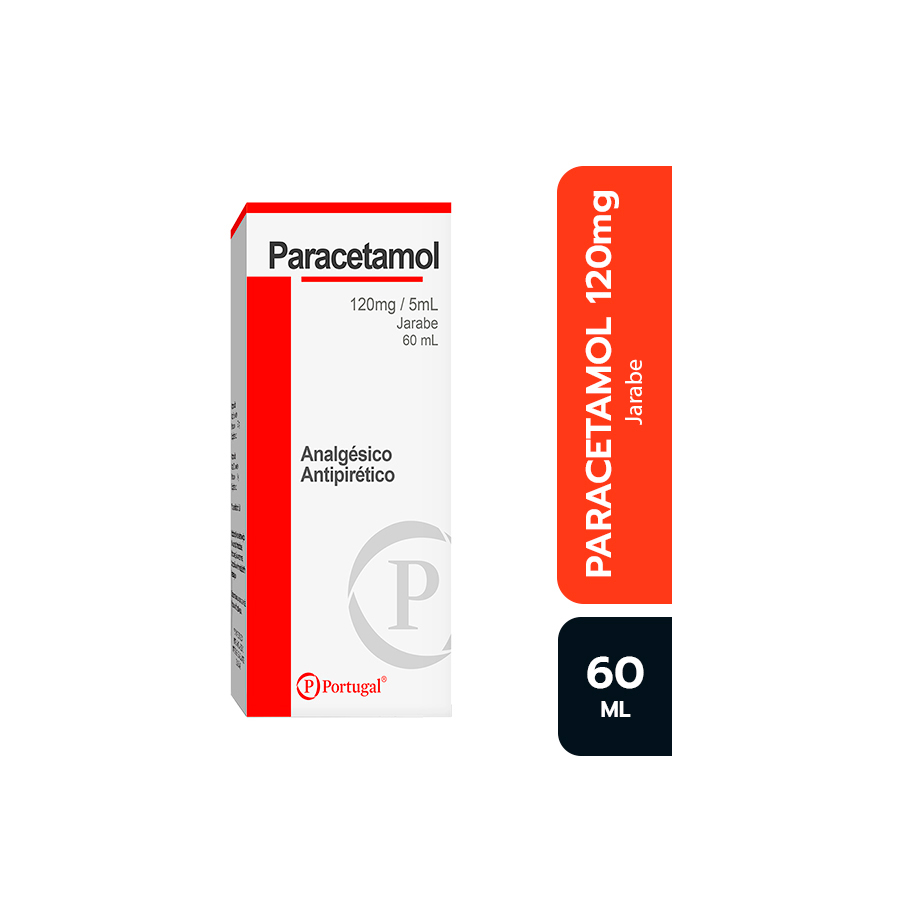 Paracetamol
120mg / 5mL
Jarabe
60 mL
Analgésico
Antipirético
P
P Portugal®
PARACETAMOL 120mg
Jarabe
60
ML